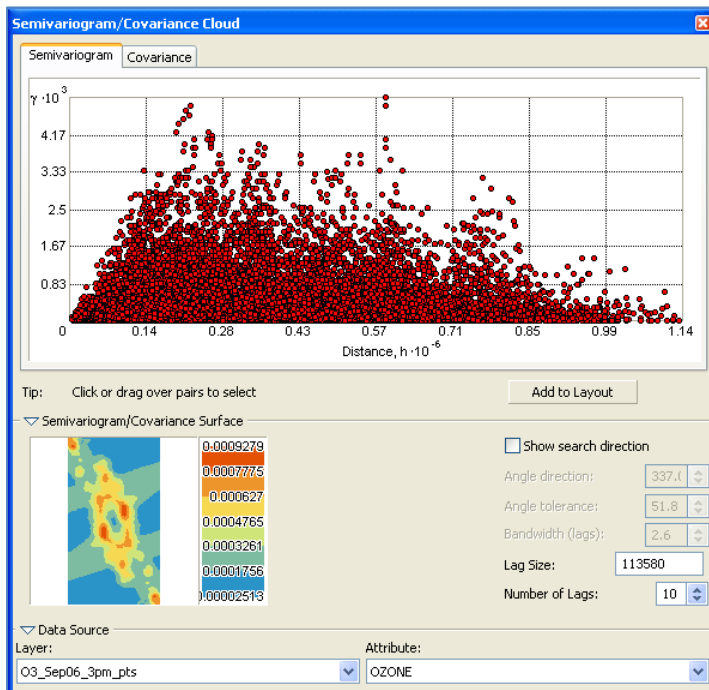 Semivariogram/Covariance Cloud
Semivariogram Covariance
γ ·10 3
4.17
3.33
2.5
1.67
0.83
0 0.14 0.28 0.43 0.57 0.71 0.85 0.99 1.14
Distance, h ·10 -6
Tip: Click or drag over pairs to select Add to Layout
Semivariogram/Covariance Surface
0.0009279
0.0007775
0.000627
0.0004765
0.0003261
0.0001756
0.00002513
Show search direction
Angle direction: 337.
Angle tolerance: 51.8
Bandwidth (lags): 2.6
Lag Size: 113580
Number of Lags: 10
Data Source
Layer: Attribute:
O3_Sep06_3pm_pts OZONE